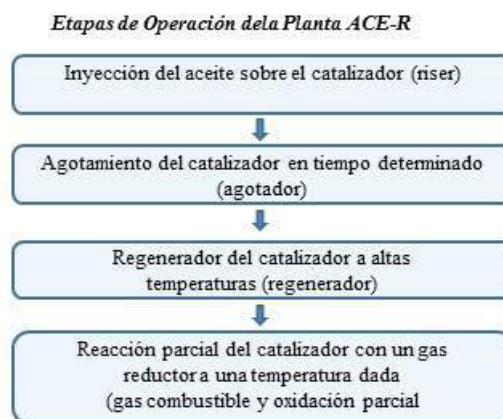 Etapas de Operación dela Planta ACE-R
Inyección del aceite sobre el catalizador (riser)
Agotamiento del catalizador en tiempo determinado
(agotador)
Regenerador del catalizador a altas
temperaturas (regenerador)
Reacción parcial del catalizador con un gas
reductor a una temperatura dada
(gas combustible y oxidación parcial